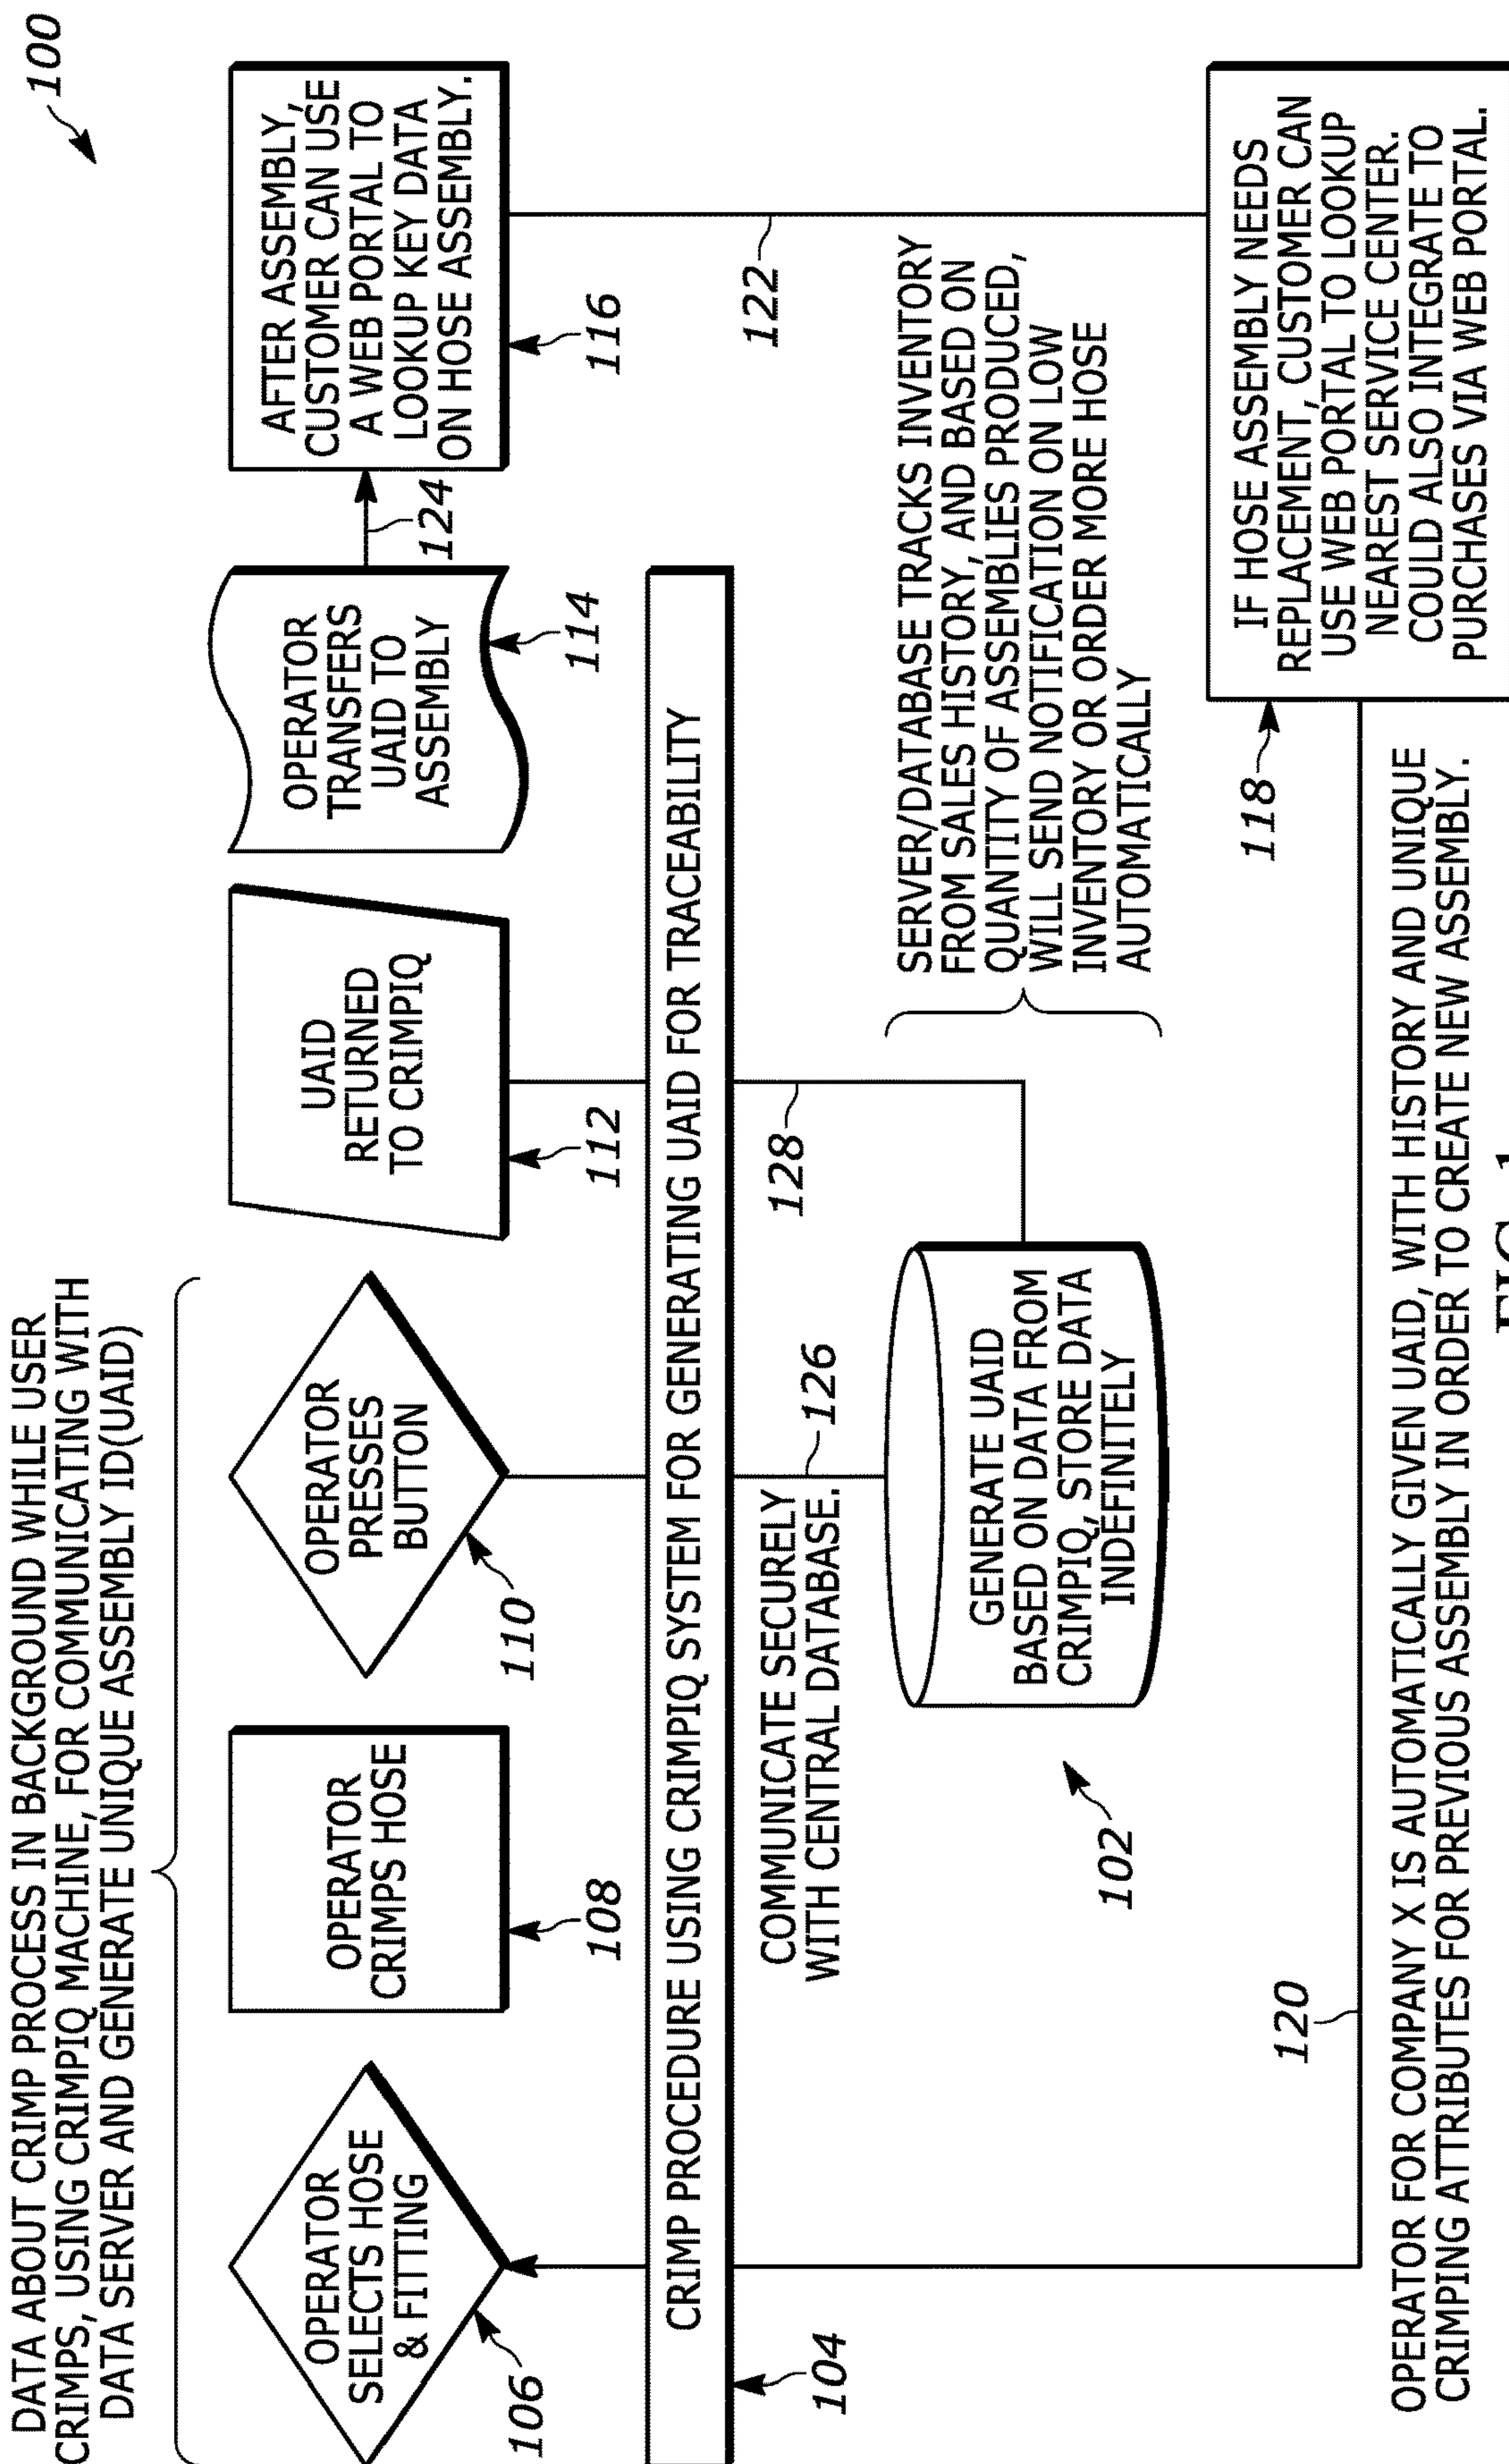 100
DATA ABOUT CRIMP PROCESS IN BACKGROUND WHILE USER
CRIMPS, USING CRIMPIQ MACHINE, FOR COMMUNICATING WITH
DATA SERVER AND GENERATE UNIQUE ASSEMBLY ID(UAID)
OPERATOR
SELECTS HOSE
& FITTING
106
OPERATOR
CRIMPS HOSE
108
OPERATOR
PRESSES
BUTTON
110
UAID
RETURNED
TO CRIMPIQ
112
OPERATOR
TRANSFERS
UAID TO
ASSEMBLY
114
124
AFTER ASSEMBLY,
CUSTOMER CAN USE
A WEB PORTAL TO
LOOKUP KEY DATA
ON HOSE ASSEMBLY.
116
CRIMP PROCEDURE USING CRIMPIQ SYSTEM FOR GENERATING UAID FOR TRACEABILITY
104
COMMUNICATE SECURELY
WITH CENTRAL DATABASE.
126
128
122
GENERATE UAID
BASED ON DATA FROM
CRIMPIQ, STORE DATA
INDEFINITELY
102
SERVER/DATABASE TRACKS INVENTORY
FROM SALES HISTORY, AND BASED ON
QUANTITY OF ASSEMBLIES PRODUCED,
WILL SEND NOTIFICATION ON LOW
INVENTORY OR ORDER MORE HOSE
AUTOMATICALLY
IF HOSE ASSEMBLY NEEDS
REPLACEMENT, CUSTOMER CAN
USE WEB PORTAL TO LOOKUP
NEAREST SERVICE CENTER.
COULD ALSO INTEGRATE TO
PURCHASES VIA WEB PORTAL.
118
120
OPERATOR FOR COMPANY X IS AUTOMATICALLY GIVEN UAID, WITH HISTORY AND UNIQUE
CRIMPING ATTRIBUTES FOR PREVIOUS ASSEMBLY IN ORDER TO CREATE NEW ASSEMBLY.